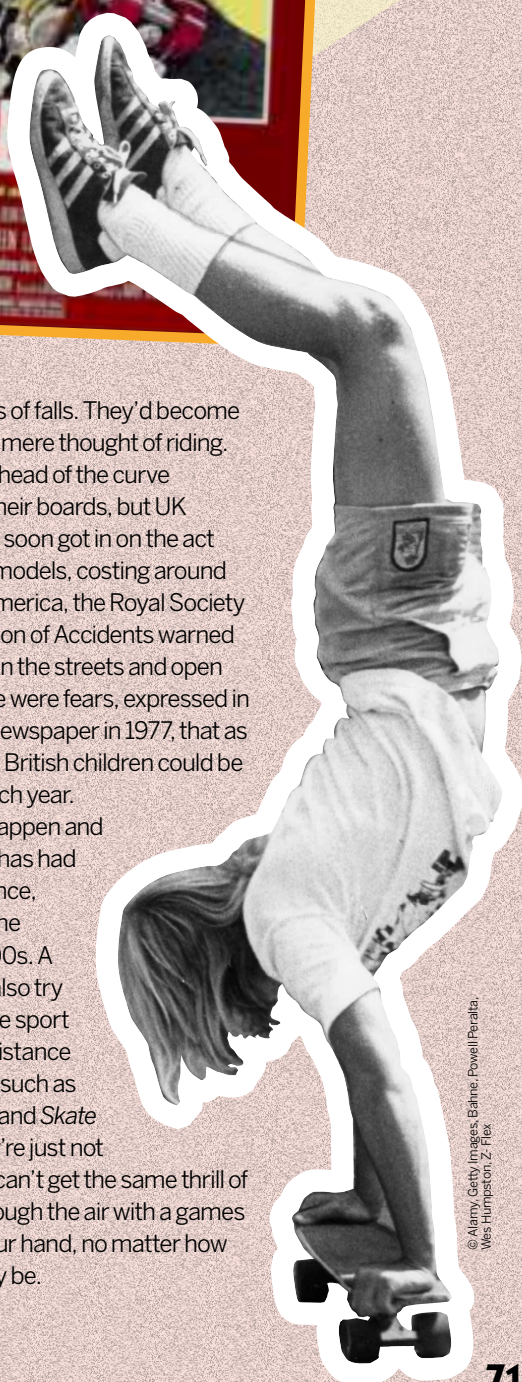 s of falls. They'd become
mere thought of riding.
head of the curve
heir boards, but UK
soon got in on the act
models, costing around
merica, the Royal Society
on of Accidents warned
n the streets and open
e were fears, expressed in
ewspaper in 1977, that as
British children could be
ch year.
appen and
has had
nce,
ne
00s. A
also try
e sport
istance
such as
and Skate
're just not
can't get the same thrill of
ough the air with a games
ur hand, no matter how
y be.
© Alamy, Getty Images, Bahne, Powell Peralta,
Wes Humpston, Z-Flex
71